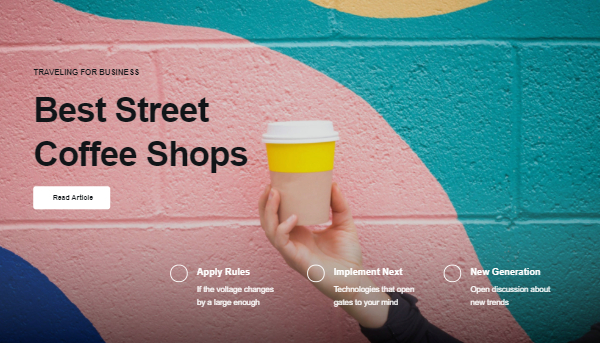 TRAVELING FOR BUSINESS
Best Street
Coffee Shops
Read Article
Apply Rules
If the voltage changes
by a large enough
Implement Next
Technologies that open
gates to your mind
New Generation
Open discussion about
new trends